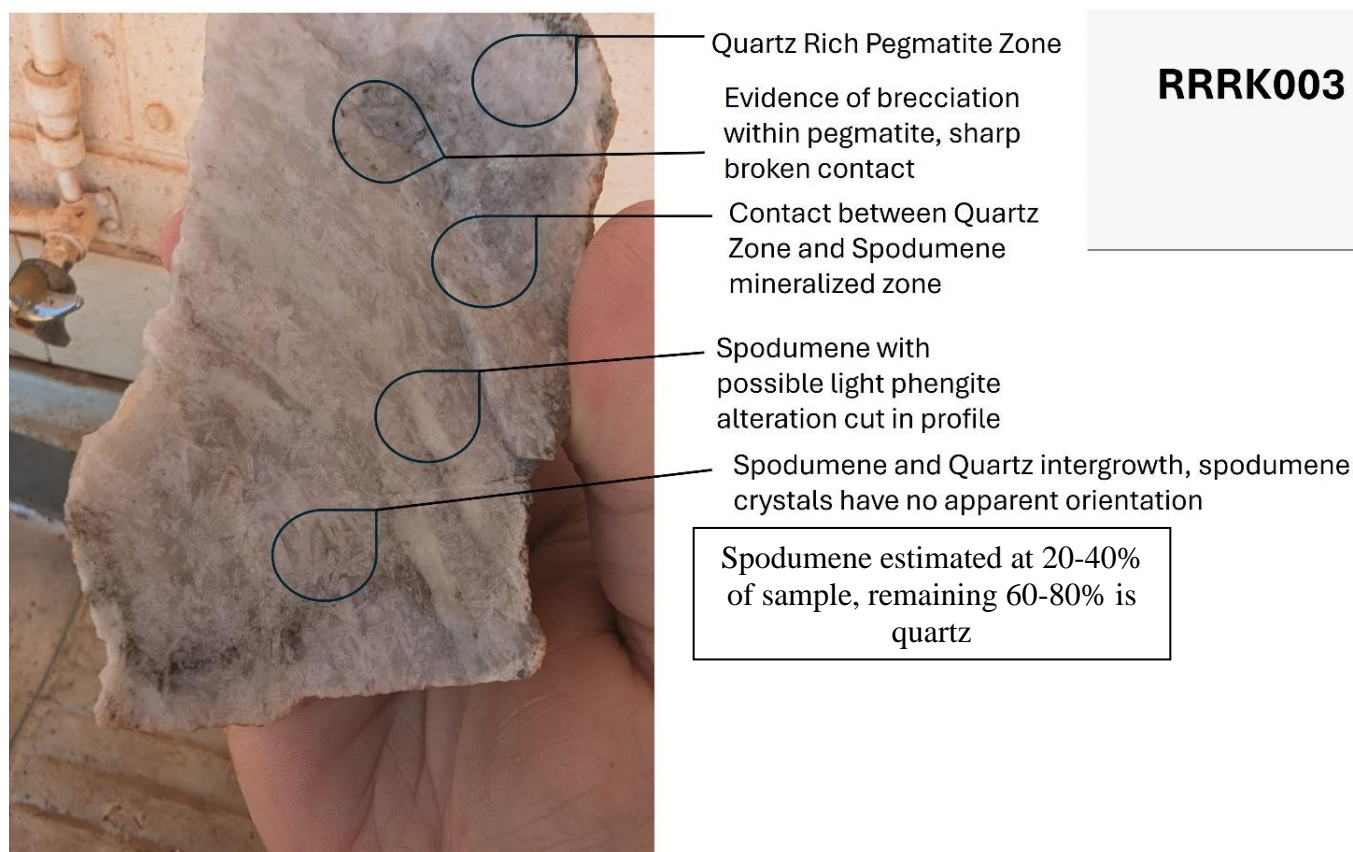 Quartz Rich Pegmatite Zone
RRRK003
Evidence of brecciation
within pegmatite, sharp
broken contact
Contact between Quartz
Zone and Spodumene
mineralized zone
Spodumene with
possible light phengite
alteration cut in profile
Spodumene and Quartz intergrowth, spodumene
crystals have no apparent orientation
Spodumene estimated at 20-40%
of sample, remaining 60-80% is
quartz